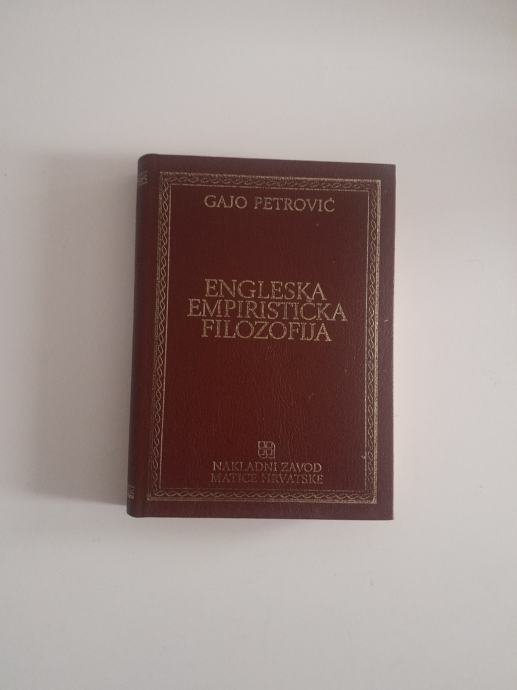 GAJO PETROVIĆ
ENGLESKA
EMPIRISTIČKA
FILOZOFIJA
NAKLADNI ZAVOD
MATICE HRVATSKE